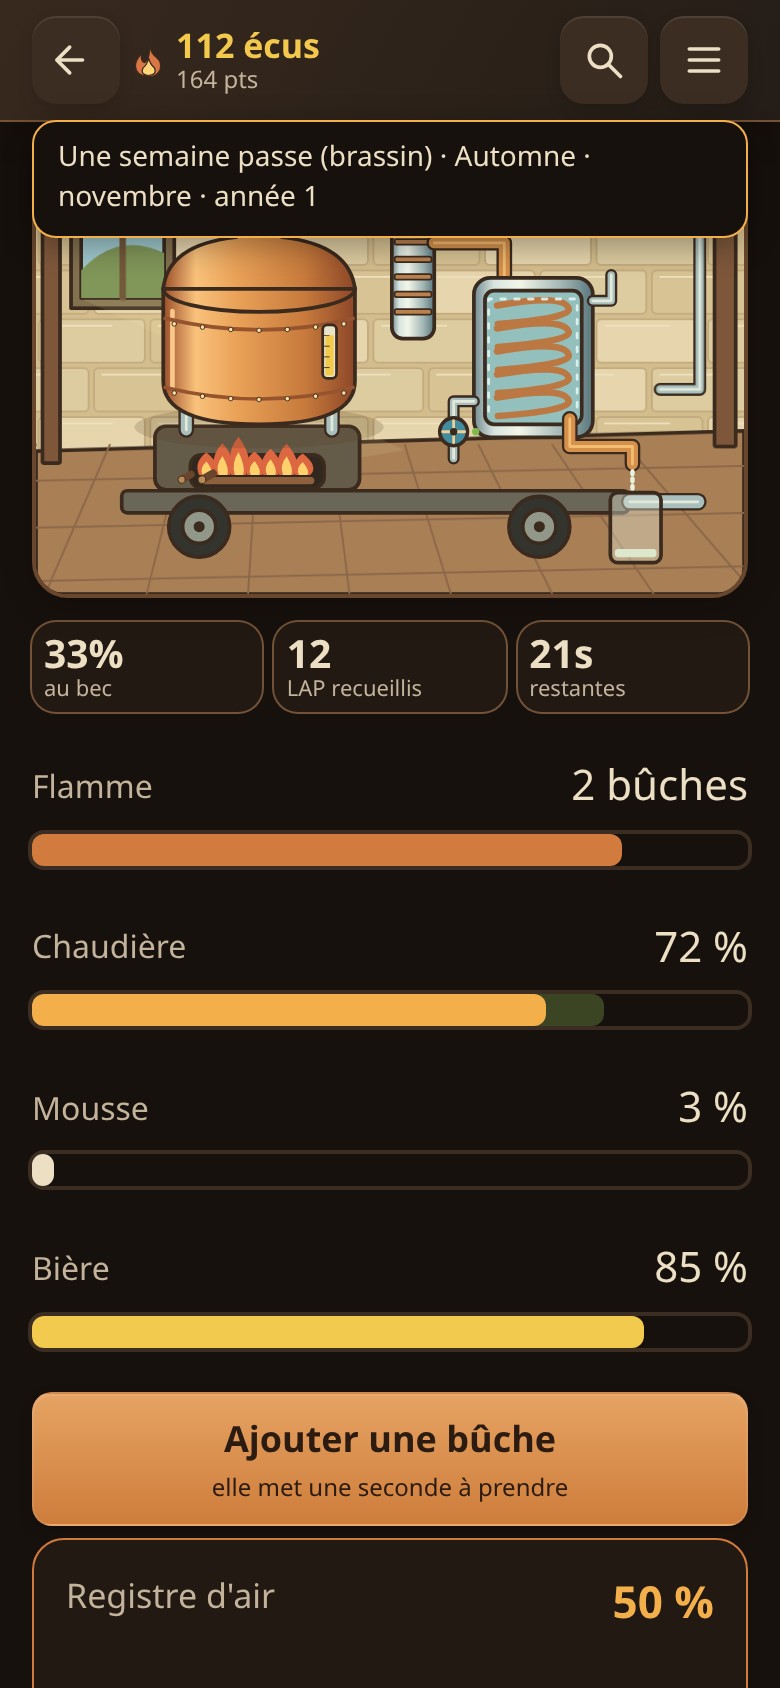 112 écus
164 pts
Une semaine passe (brassin) · Automne ·
novembre · année 1
33%
au bec
12
LAP recueillis
21s
restantes
Flamme
2 bûches
Chaudière
72 %
Mousse
3 %
Bière
85 %
Ajouter une bûche
elle met une seconde à prendre
Registre d'air
50 %